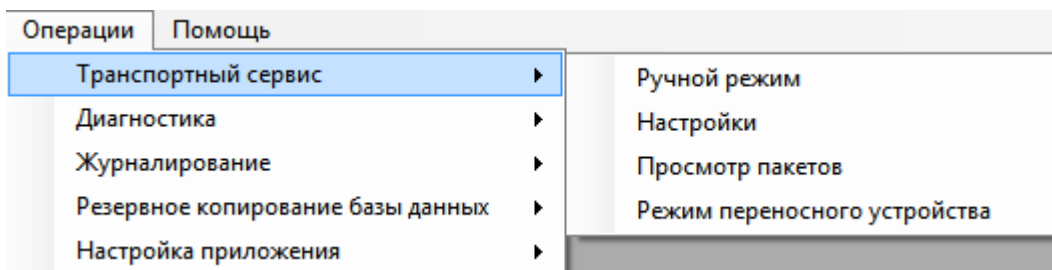 Операции Помощь
Транспортный сервис
Диагностика
Журналирование
Резервное копирование базы данных
Настройка приложения
Ручной режим
Настройки
Просмотр пакетов
Режим переносного устройства